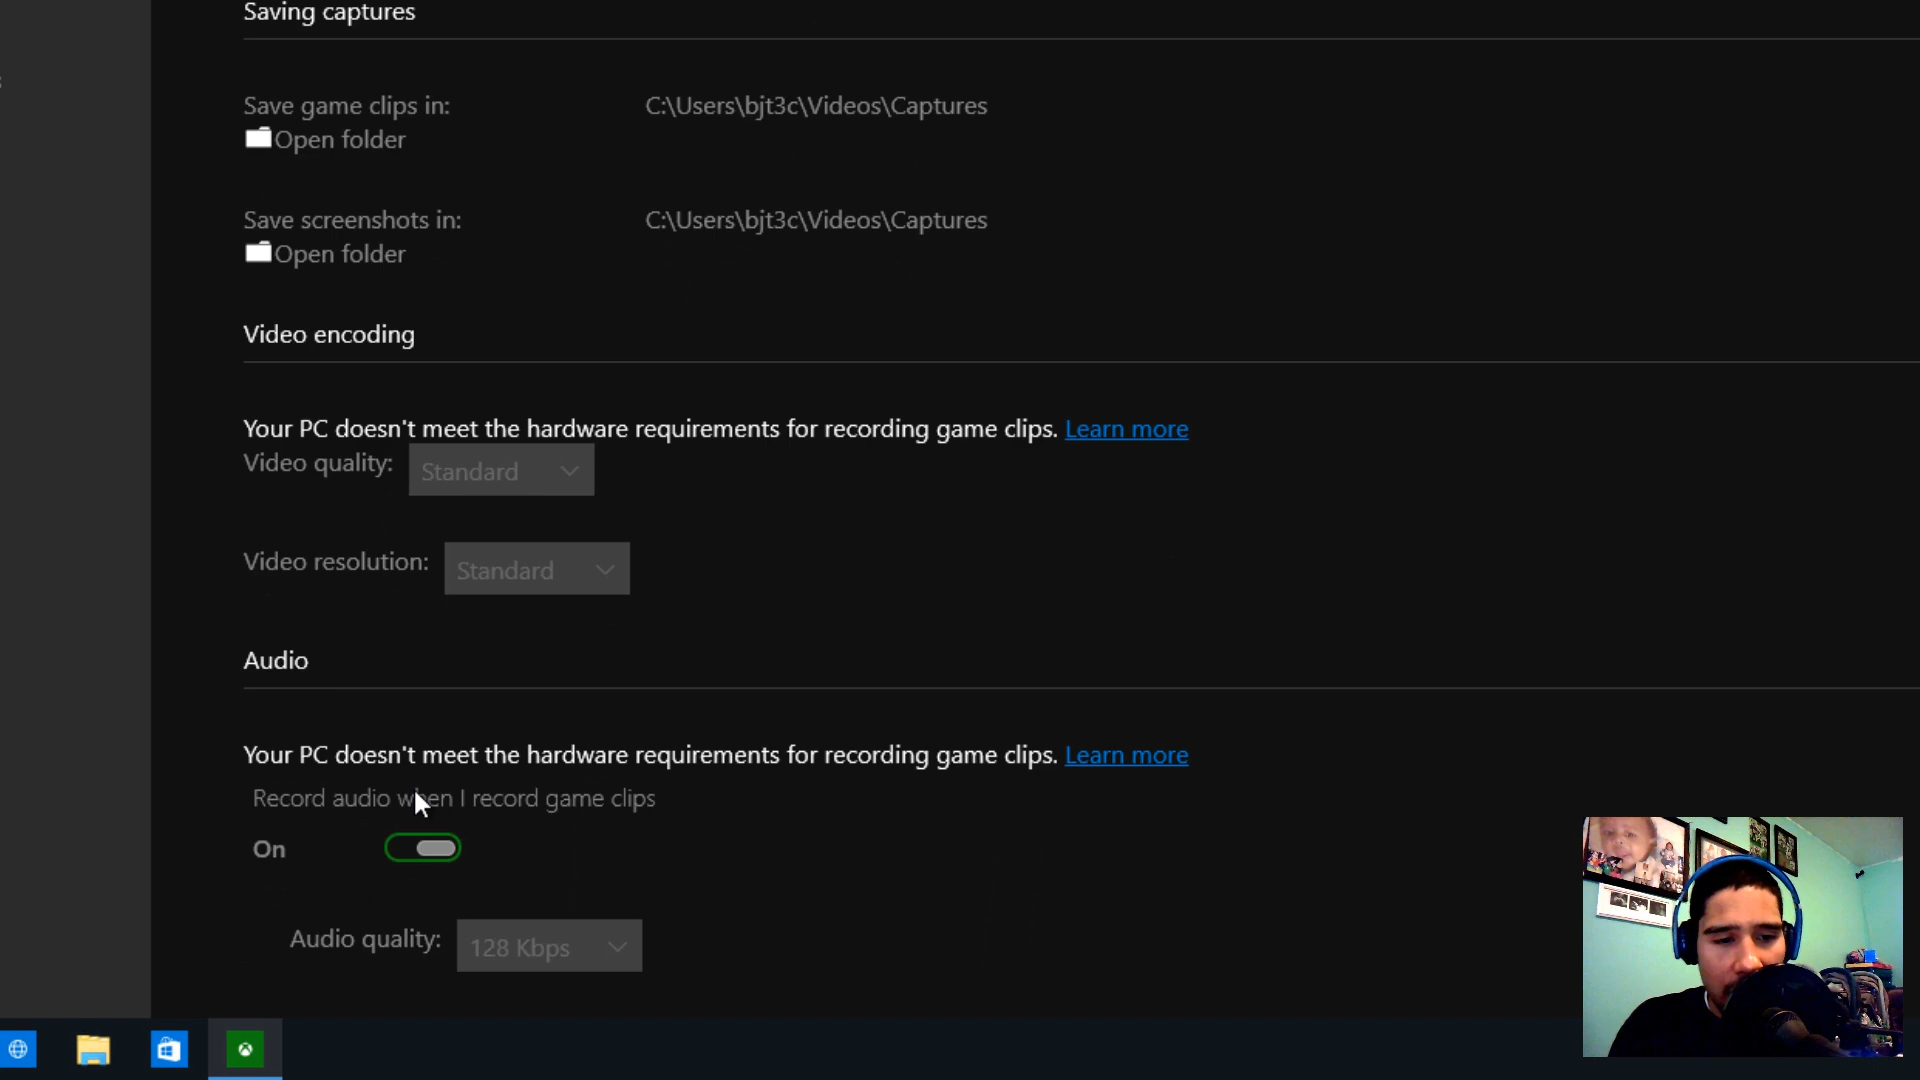 Saving captures
Save game clips in: C:\Users\bjt3c\Videos\Captures
Open folder
Save screenshots in: C:\Users\bjt3c\Videos\Captures
Open folder
Video encoding
Your PC doesn't meet the hardware requirements for recording game clips. Learn more
Video quality: Standard
Video resolution: Standard
Audio
Your PC doesn't meet the hardware requirements for recording game clips. Learn more
Record audio when I record game clips
On
Audio quality: 128 Kbps